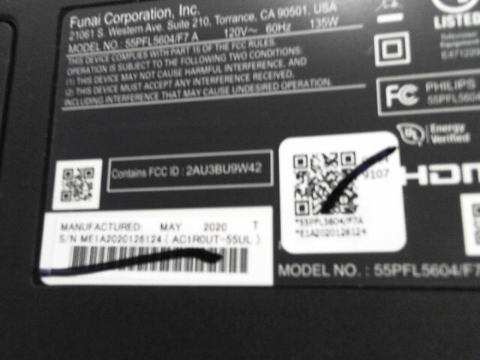 Funai Corporation, Inc.
21061 S. Western Ave. Suite 210, Torrance, CA 90501. USA
MODEL NO : 55PFL5604/F7 A 120V~ 60Hz 135W
THIS DEVICE COMPLIES WITH PART 15 OF THE FCC RULES.
OPERATION IS SUBJECT TO THE FOLLOWING TWO CONDITIONS:
(1) THIS DEVICE MAY NOT CAUSE HARMFUL INTERFERENCE, AND
(2) THIS DEVICE MUST ACCEPT ANY INTERFERENCE RECEIVED,
INCLUDING INTERFERENCE THAT MAY CAUSE UNDESIRED OPERATION.
LISTED
FC PHILIPS
55PFL5604
UL Energy
Verified
Contains FCC ID : 2AU3BU9W42
9107
HDMI
*55PFL5604/F7A
*E1A2020126124
MANUFACTURED: MAY 2020 T
S/N ME1A2020126124 ( AC1R0UT-55UL )
MODEL NO. : 55PFL5604/F7